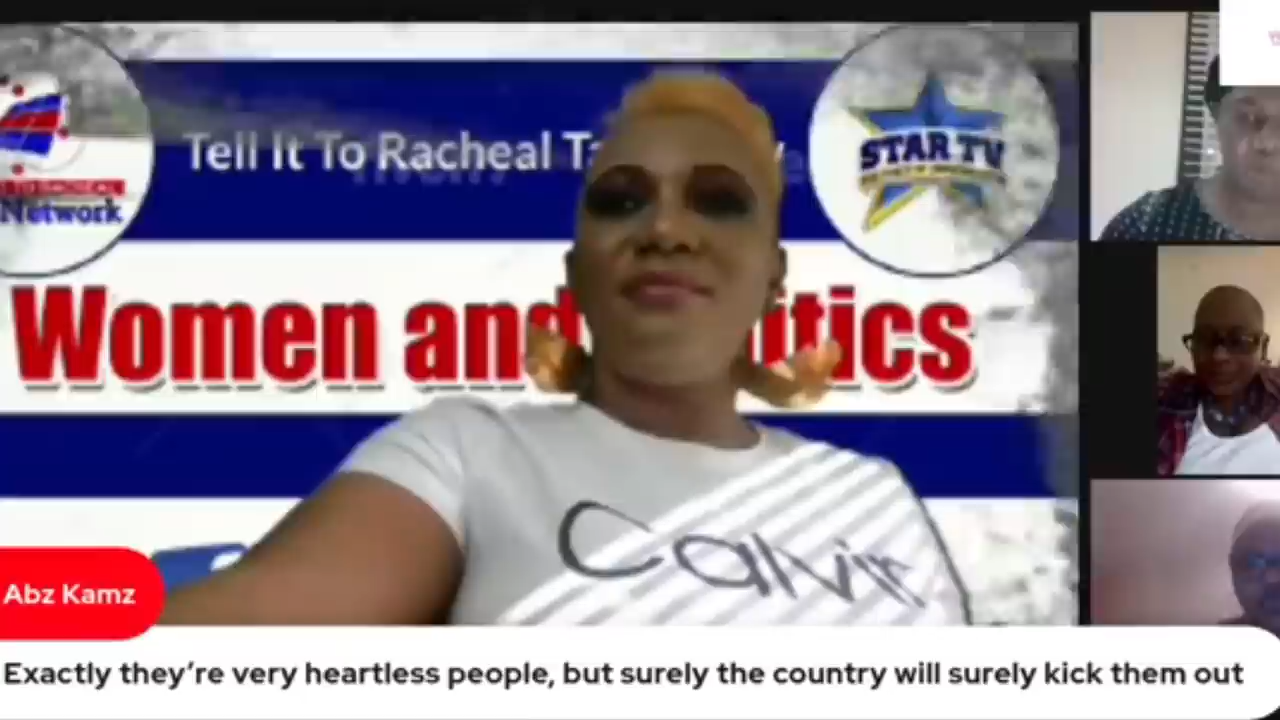 Tell It To Racheal
STAR TV
Network
Women and
tics
Calvin
Abz Kamz
Exactly they’re very heartless people, but surely the country will surely kick them out